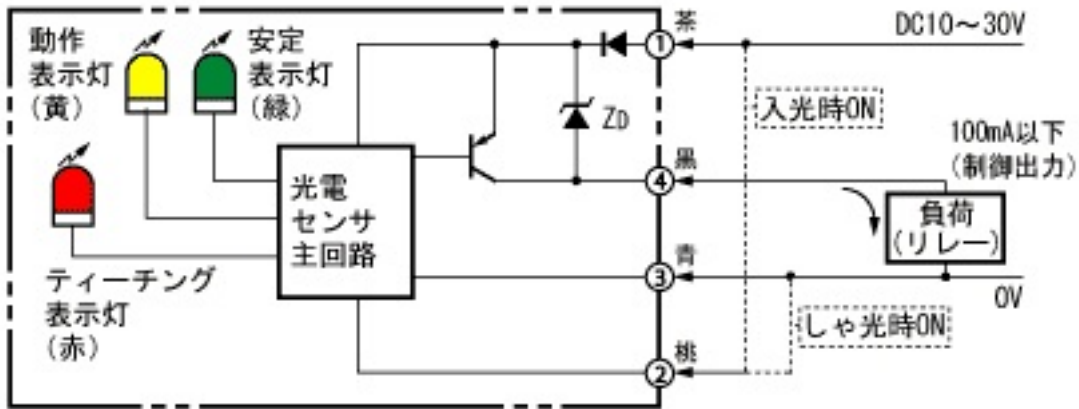 動作
表示灯
(黄)
安定
表示灯
(緑)
ティーチング
表示灯
(赤)
光電
センサ
主回路
ZD
1
茶
DC10～30V
入光時ON
100mA以下
(制御出力)
4
黒
負荷
(リレー)
3
青
0V
しゃ光時ON
2
桃